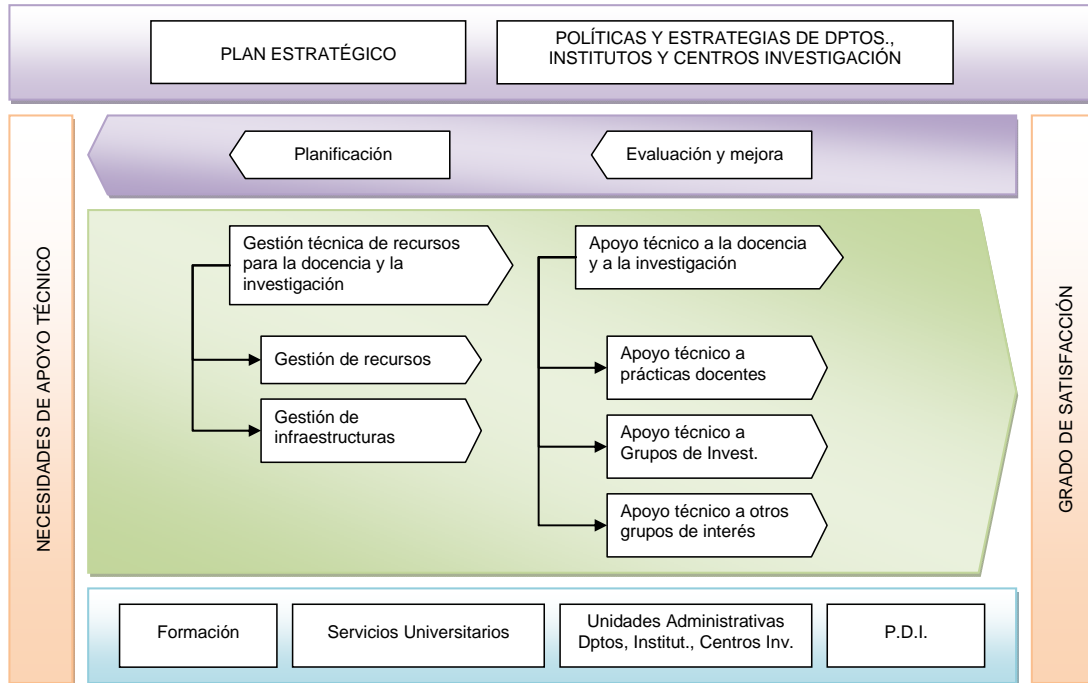 PLAN ESTRATÉGICO
POLÍTICAS Y ESTRATEGIAS DE DPTOS.,
INSTITUTOS Y CENTROS INVESTIGACIÓN
NECESIDADES DE APOYO TÉCNICO
Planificación
Evaluación y mejora
Gestión técnica de recursos
para la docencia y la
investigación
Gestión de recursos
Gestión de
infraestructuras
Apoyo técnico a la docencia
y a la investigación
Apoyo técnico a
prácticas docentes
Apoyo técnico a
Grupos de Invest.
Apoyo técnico a otros
grupos de interés
GRADO DE SATISFACCIÓN
Formación
Servicios Universitarios
Unidades Administrativas
Dptos, Institut., Centros Inv.
P.D.I.